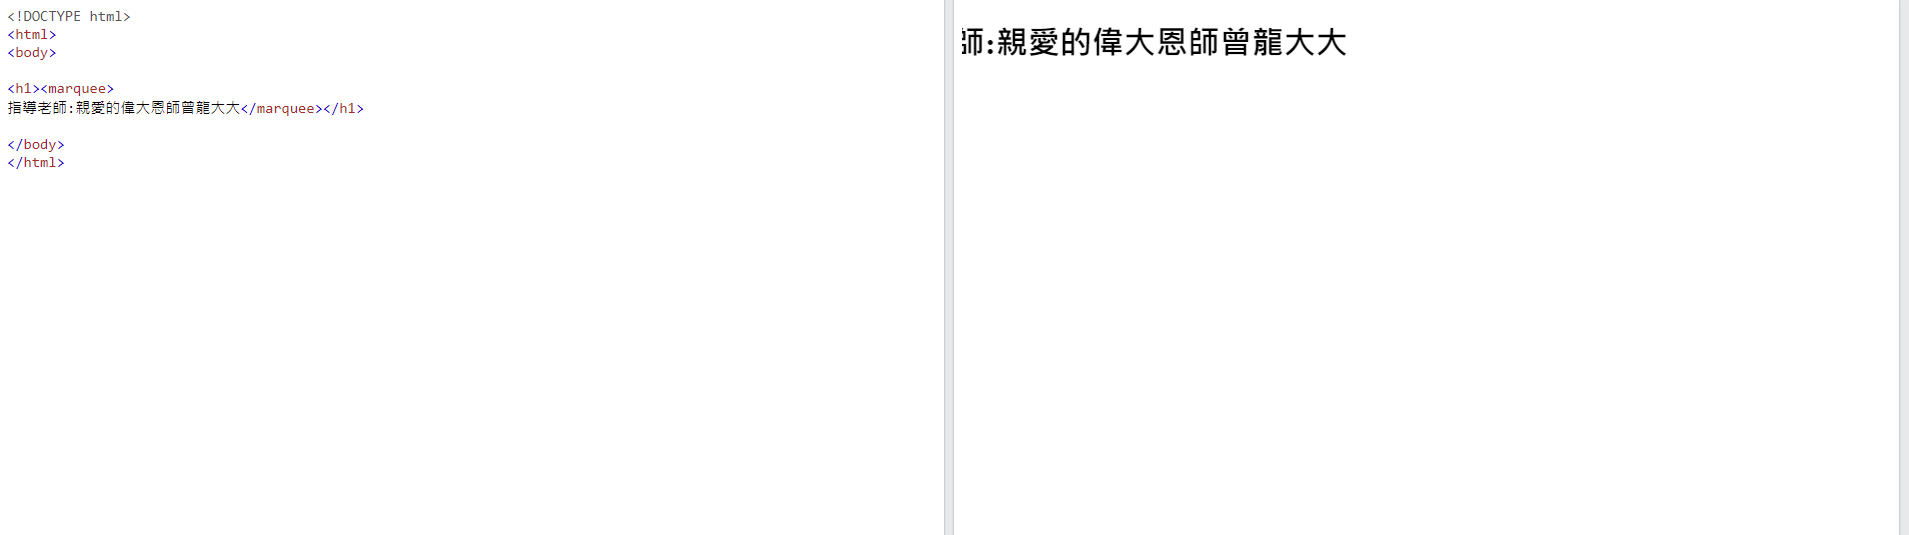 <!DOCTYPE html>
<html>
<body>
<h1><marquee>
指導老師:親愛的偉大恩師曾龍大大</marquee></h1>
</body>
</html>
師:親愛的偉大恩師曾龍大大